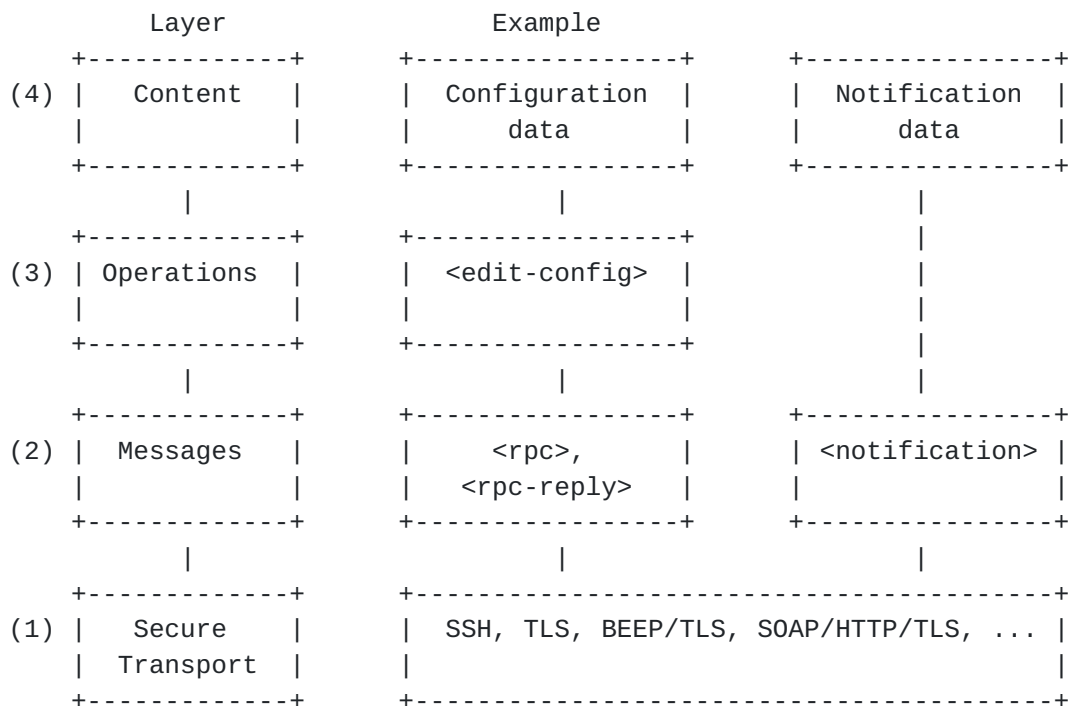 Layer Example
(4) Content Configuration Notification
data data
(3) Operations <edit-config>
(2) Messages <rpc>, <notification>
<rpc-reply>
(1) Secure SSH, TLS, BEEP/TLS, SOAP/HTTP/TLS, ...
Transport